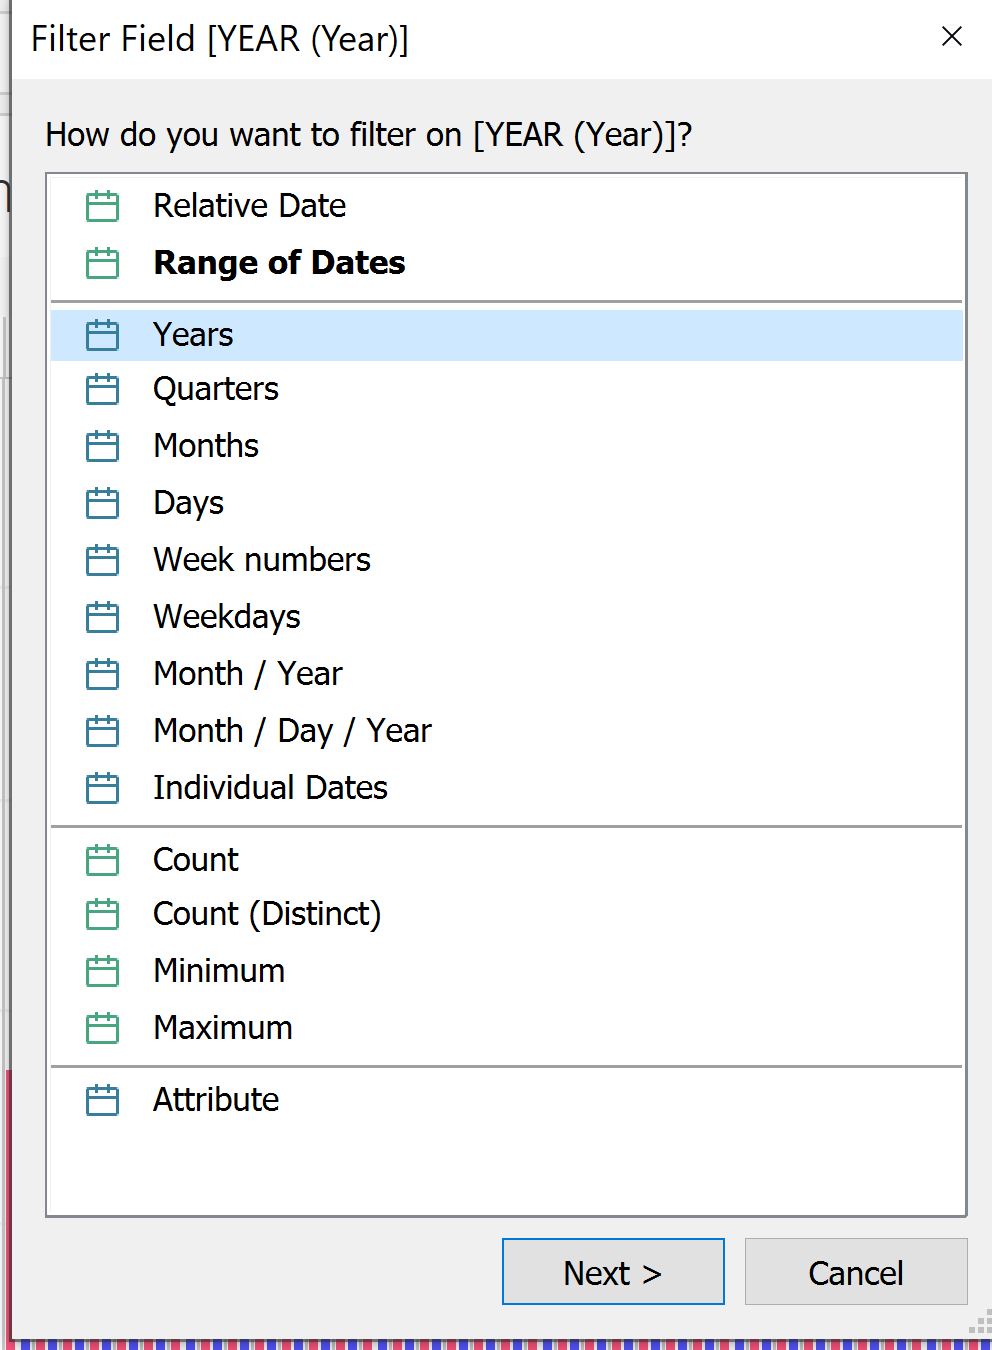 Filter Field [YEAR (Year)]
How do you want to filter on [YEAR (Year)]?
Relative Date
Range of Dates
Years
Quarters
Months
Days
Week numbers
Weekdays
Month / Year
Month / Day / Year
Individual Dates
Count
Count (Distinct)
Minimum
Maximum
Attribute
Next >
Cancel